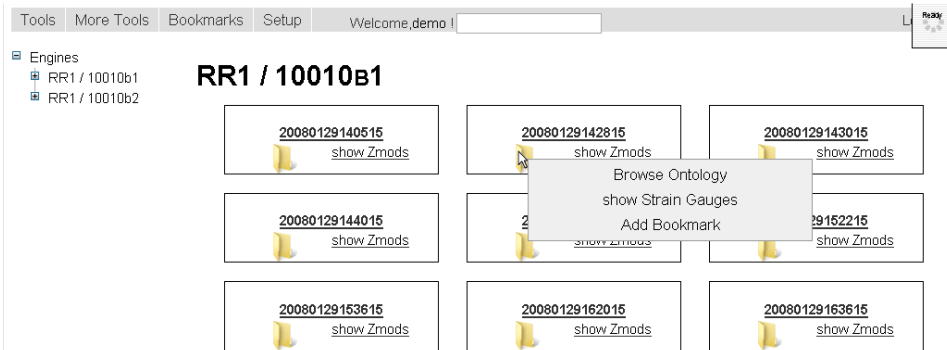 Tools More Tools Bookmarks Setup Welcome,demo !
Ready
Engines
RR1 / 10010b1
RR1 / 10010b2
RR1 / 10010B1
20080129140515 20080129142815 20080129143015
show Zmods show Zmods show Zmods
Browse Ontology
show Strain Gauges
Add Bookmark
20080129144015
show Zmods show Zmods show Zmods
20080129153615 20080129162015 20080129163615
show Zmods show Zmods show Zmods